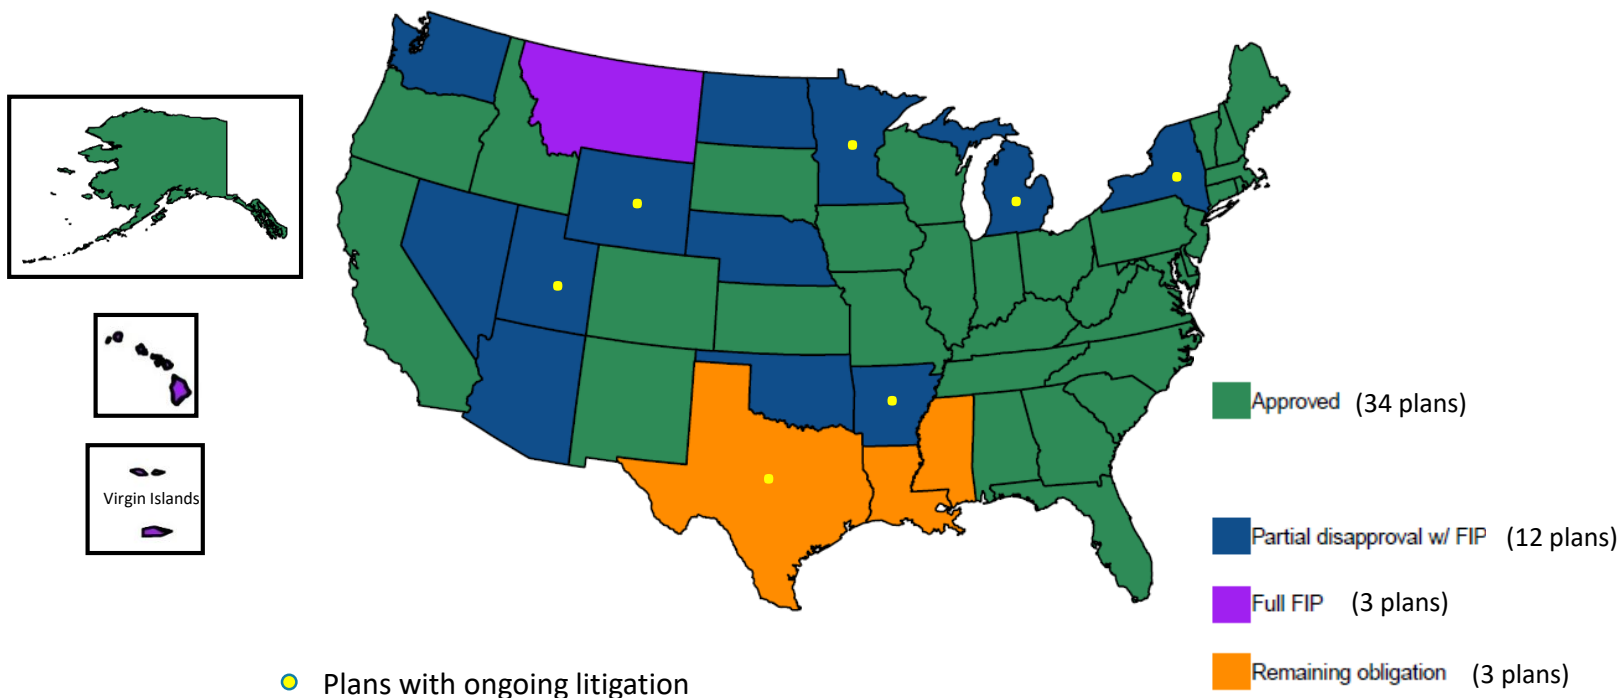 Virgin Islands
Approved (34 plans)
Partial disapproval w/ FIP (12 plans)
Full FIP (3 plans)
Remaining obligation (3 plans)
Plans with ongoing litigation